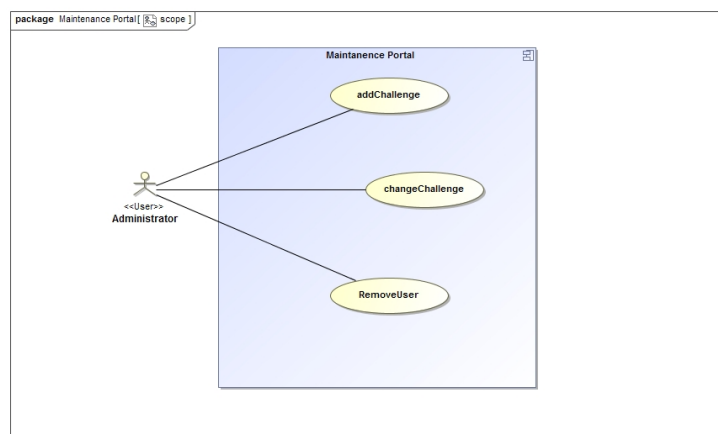 package Maintenance Portal[ scope ]
Maintanence Portal
addChallenge
changeChallenge
<<User>>
Administrator
RemoveUser